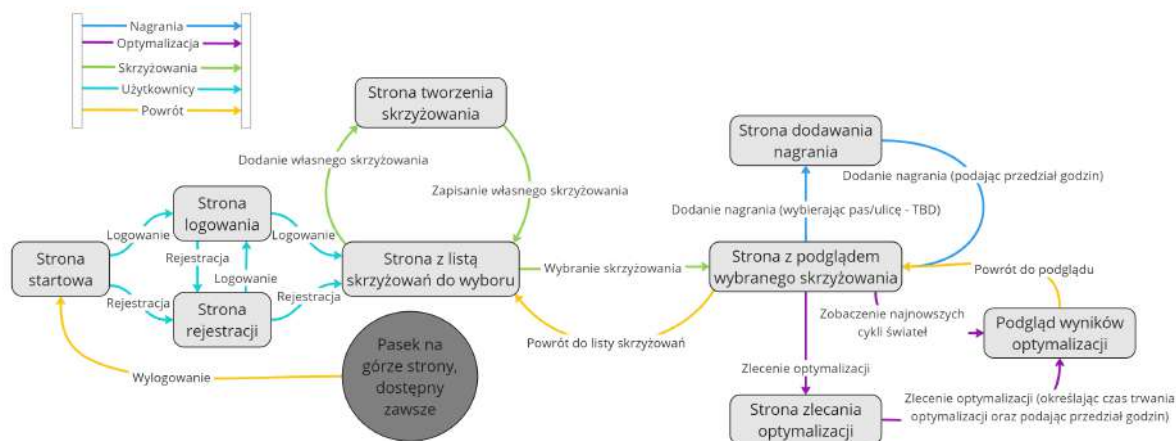 Nagrania
Optymalizacja
Skrzyżowania
Użytkownicy
Powrót
Strona tworzenia
skrzyżowania
Dodanie własnego skrzyżowania
Zapisanie własnego skrzyżowania
Strona
startowa
Logowanie
Rejestracja
Strona
logowania
Rejestracja
Logowanie
Strona
rejestracji
Logowanie
Rejestracja
Strona z listą
skrzyżowań do wyboru
Wybranie skrzyżowania
Powrót do listy skrzyżowań
Wylogowanie
Pasek na
górze strony,
dostępny
zawsze
Strona dodawania
nagrania
Dodanie nagrania (podając przedział godzin)
Dodanie nagrania (wybierając pas/ulicę - TBD)
Strona z podglądem
wybranego skrzyżowania
Powrót do podglądu
Zobaczenie najnowszych
cykli świateł
Podgląd wyników
optymalizacji
Zlecenie optymalizacji
Strona zlecania
optymalizacji
Zlecenie optymalizacji (określając czas trwania
optymalizacji oraz podając przedział godzin)